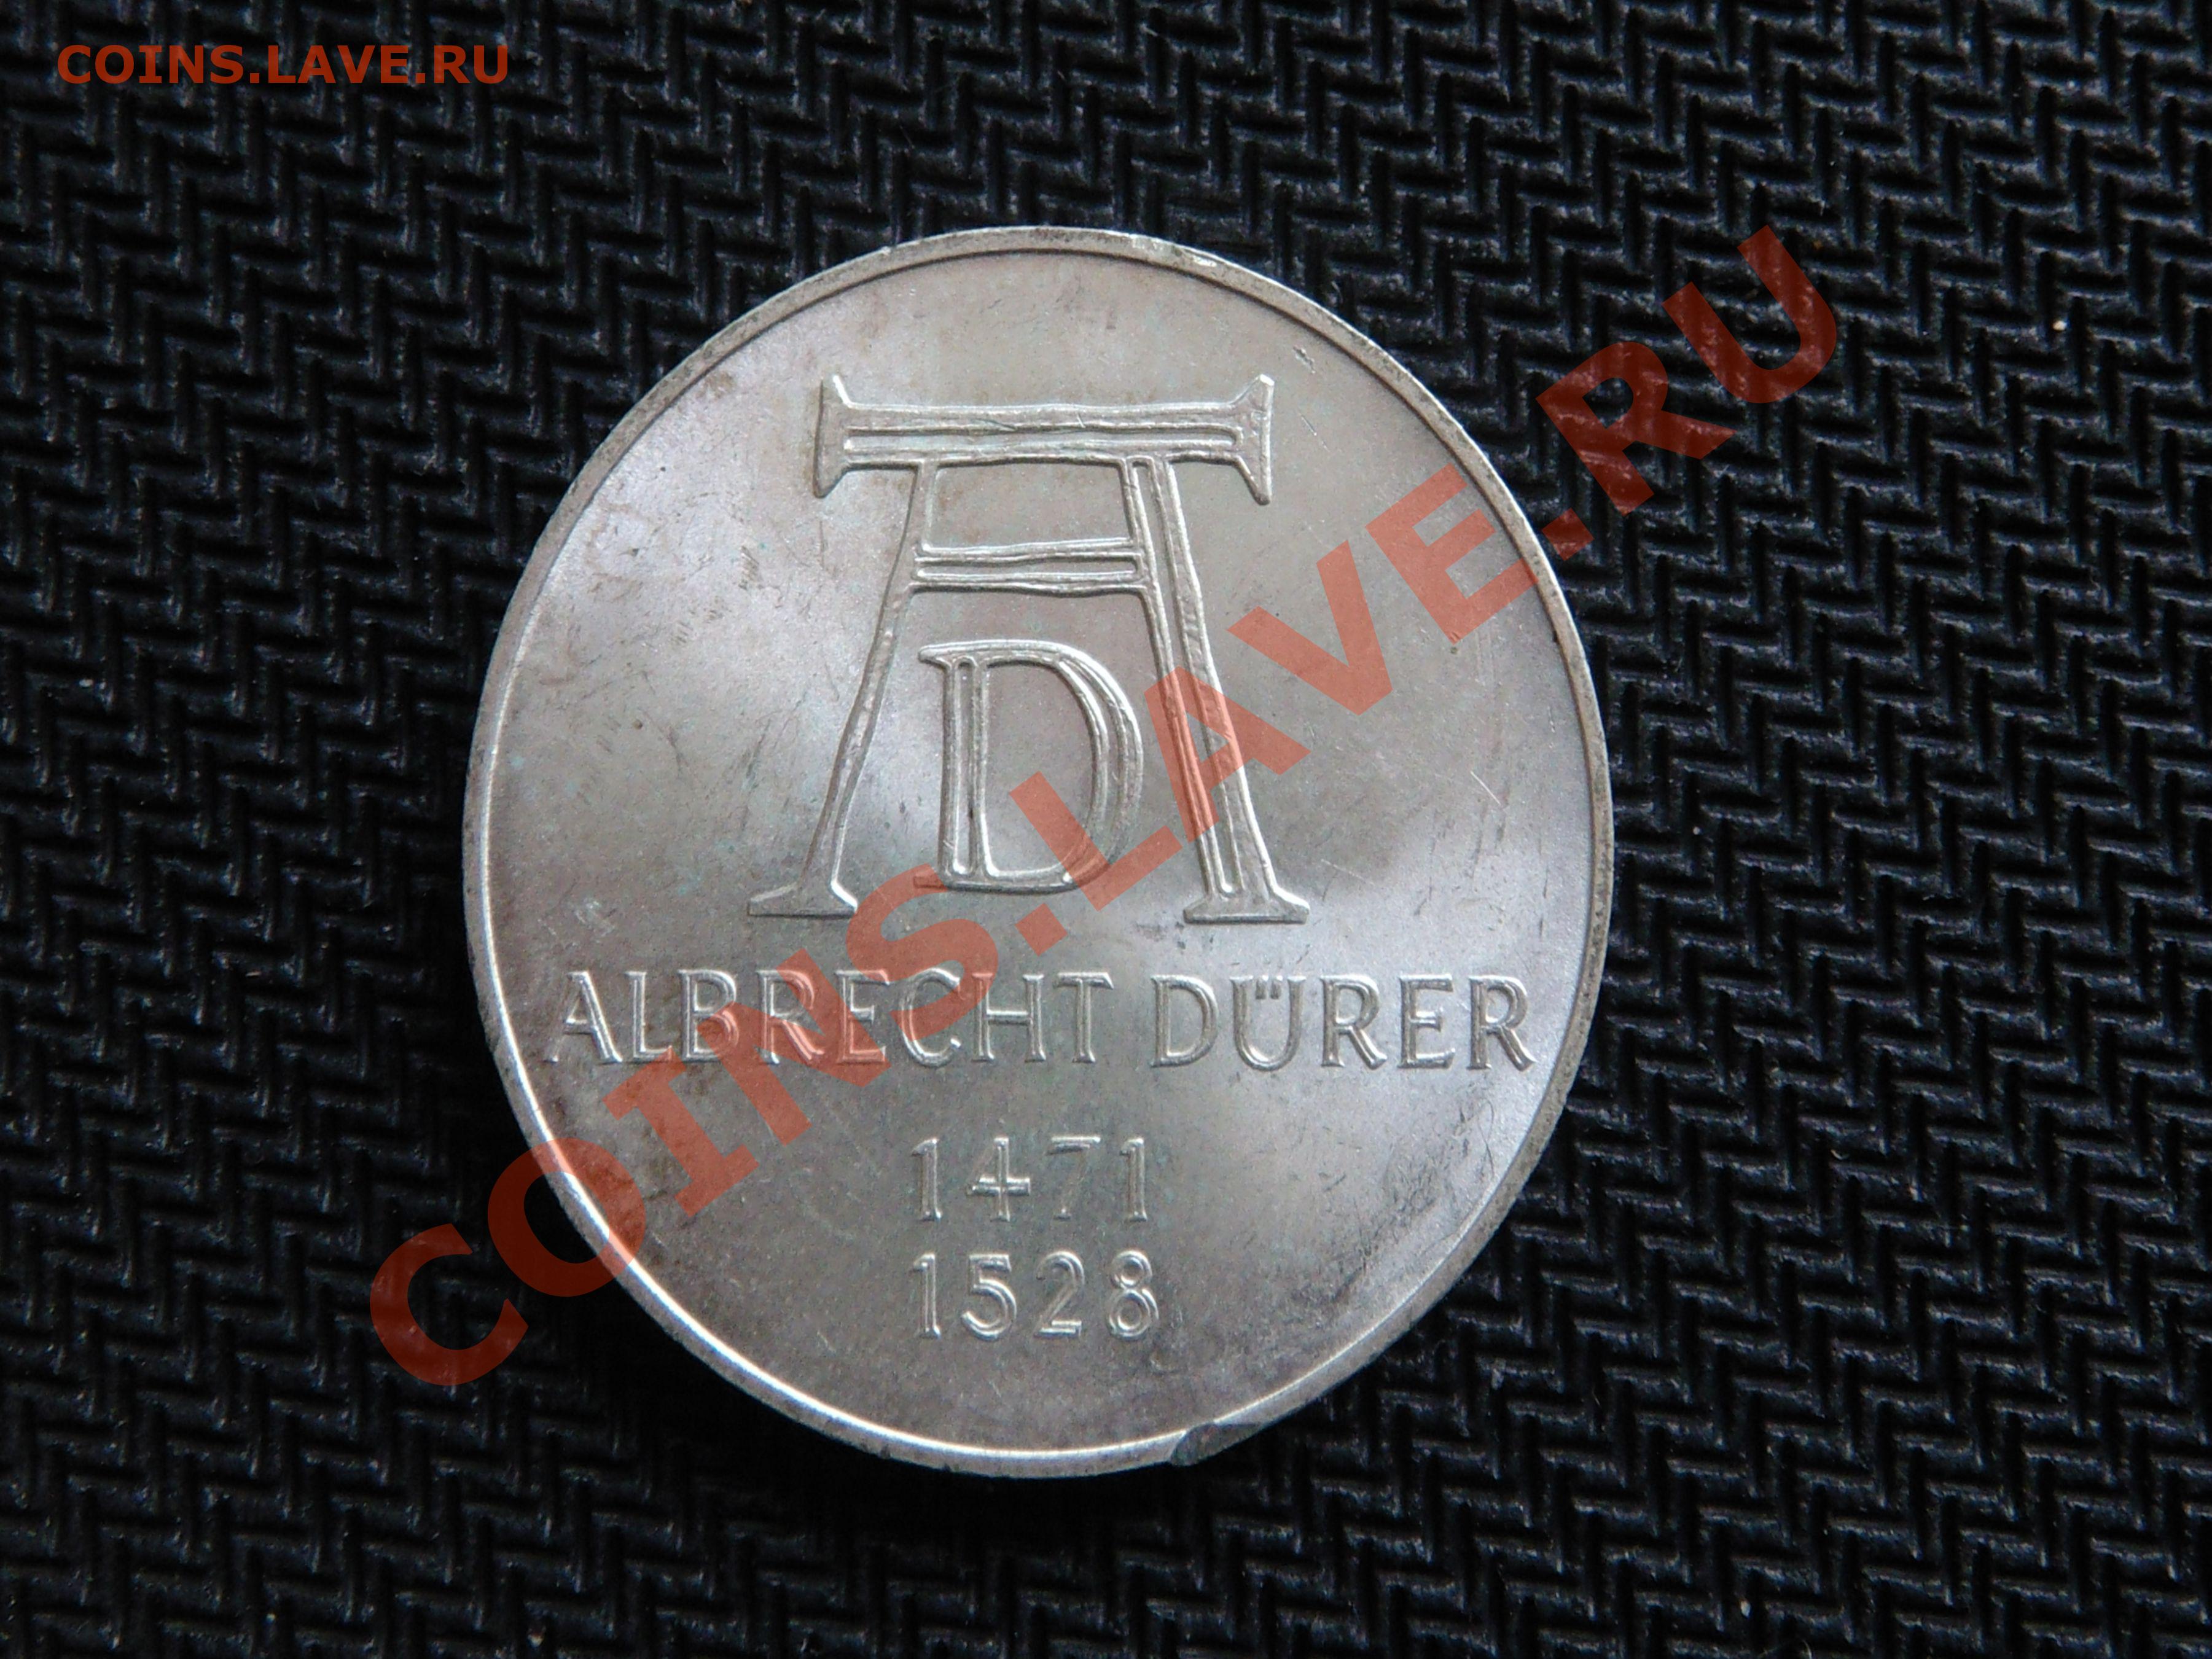 COINS.LAVE.RU
AD
ALBRECHT DÜRER
1471
1528
COINS.LAVE.RU